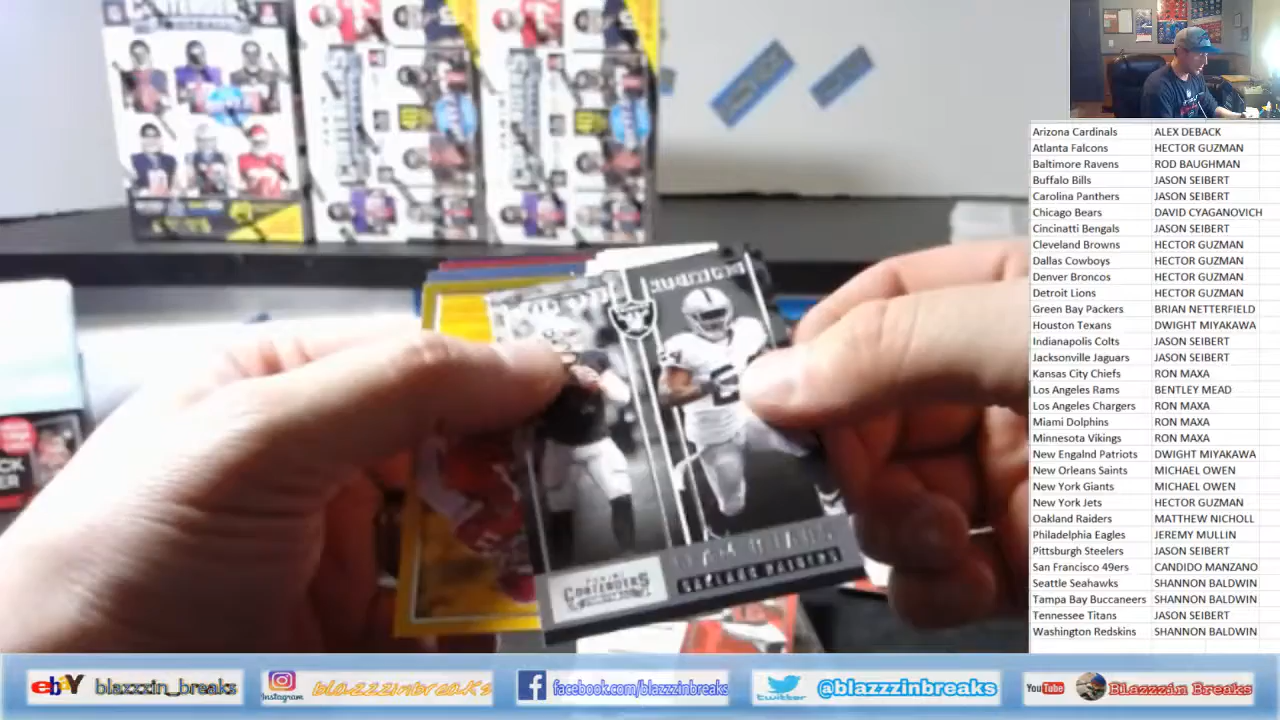 Arizona Cardinals ALEX DEBACK
Atlanta Falcons HECTOR GUZMAN
Baltimore Ravens ROD BAUGHMAN
Buffalo Bills JASON SEIBERT
Carolina Panthers JASON SEIBERT
Chicago Bears DAVID CYAGANOVICH
Cincinatti Bengals JASON SEIBERT
Cleveland Browns HECTOR GUZMAN
Dallas Cowboys HECTOR GUZMAN
Denver Broncos HECTOR GUZMAN
Detroit Lions HECTOR GUZMAN
Green Bay Packers BRIAN NETTERFIELD
Houston Texans DWIGHT MIYAKAWA
Indianapolis Colts JASON SEIBERT
Jacksonville Jaguars JASON SEIBERT
Kansas City Chiefs RON MAXA
Los Angeles Rams BENTLEY MEAD
Los Angeles Chargers RON MAXA
Miami Dolphins RON MAXA
Minnesota Vikings RON MAXA
New Engalnd Patriots DWIGHT MIYAKAWA
New Orleans Saints MICHAEL OWEN
New York Giants MICHAEL OWEN
New York Jets HECTOR GUZMAN
Oakland Raiders MATTHEW NICHOLL
Philadelphia Eagles JEREMY MULLIN
Pittsburgh Steelers JASON SEIBERT
San Francisco 49ers CANDIDO MANZANO
Seattle Seahawks SHANNON BALDWIN
Tampa Bay Buccaneers SHANNON BALDWIN
Tennessee Titans JASON SEIBERT
Washington Redskins SHANNON BALDWIN
PANINI
CONTENDERS
OAKLAND RAIDERS
ebaY blaxxzin_breaks
Instagram blazzzinbreaks
facebook.com/blazzzinbreaks
twitter @blazzzinbreaks
YouTube Blazzzin Breaks